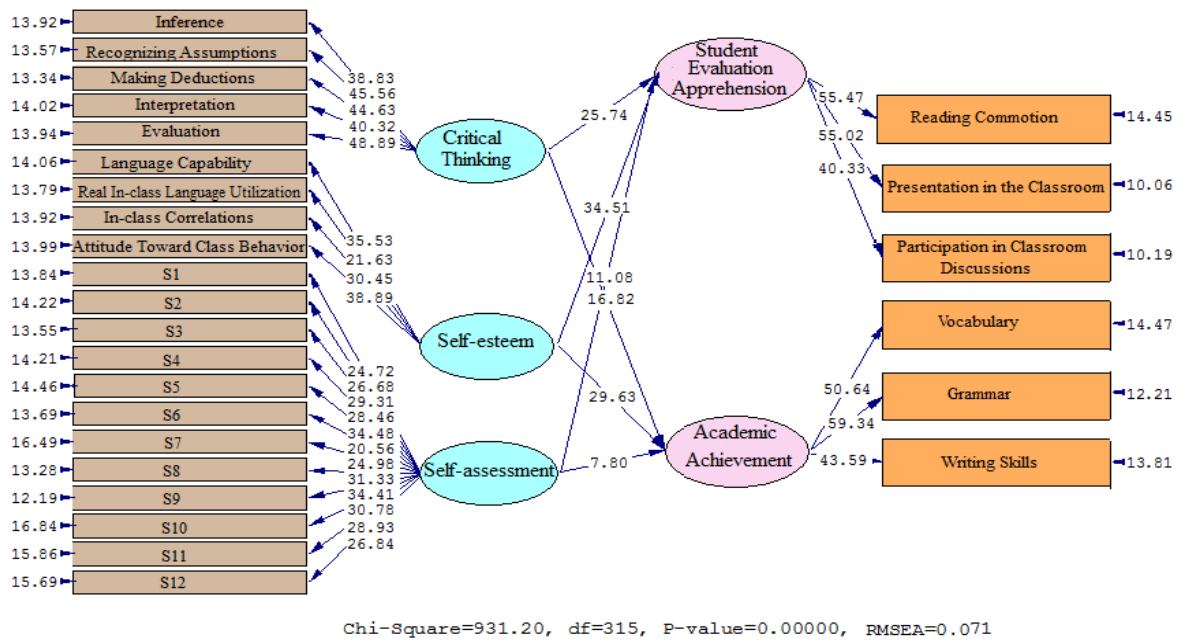 13.92 Inference
13.57 Recognizing Assumptions
13.34 Making Deductions
14.02 Interpretation
13.94 Evaluation
14.06 Language Capability
13.79 Real In-class Language Utilization
13.92 In-class Correlations
13.99 Attitude Toward Class Behavior
13.84 S1
14.22 S2
13.55 S3
14.21 S4
14.46 S5
13.69 S6
16.49 S7
13.28 S8
12.19 S9
16.84 S10
15.86 S11
15.69 S12
38.83
45.56
44.63
40.32
48.89
35.53
21.63
30.45
38.89
24.72
26.68
29.31
28.46
34.48
20.56
24.98
31.33
34.41
30.78
28.93
26.84
Critical
Thinking
Self-esteem
Self-assessment
25.74
34.51
11.08
16.82
29.63
7.80
Student
Evaluation
Apprehension
Academic
Achievement
55.47
55.02
40.33
50.64
59.34
43.59
Reading Commotion 14.45
Presentation in the Classroom 10.06
Participation in Classroom
Discussions 10.19
Vocabulary 14.47
Grammar 12.21
Writing Skills 13.81
Chi-Square=931.20, df=315, P-value=0.00000, RMSEA=0.071